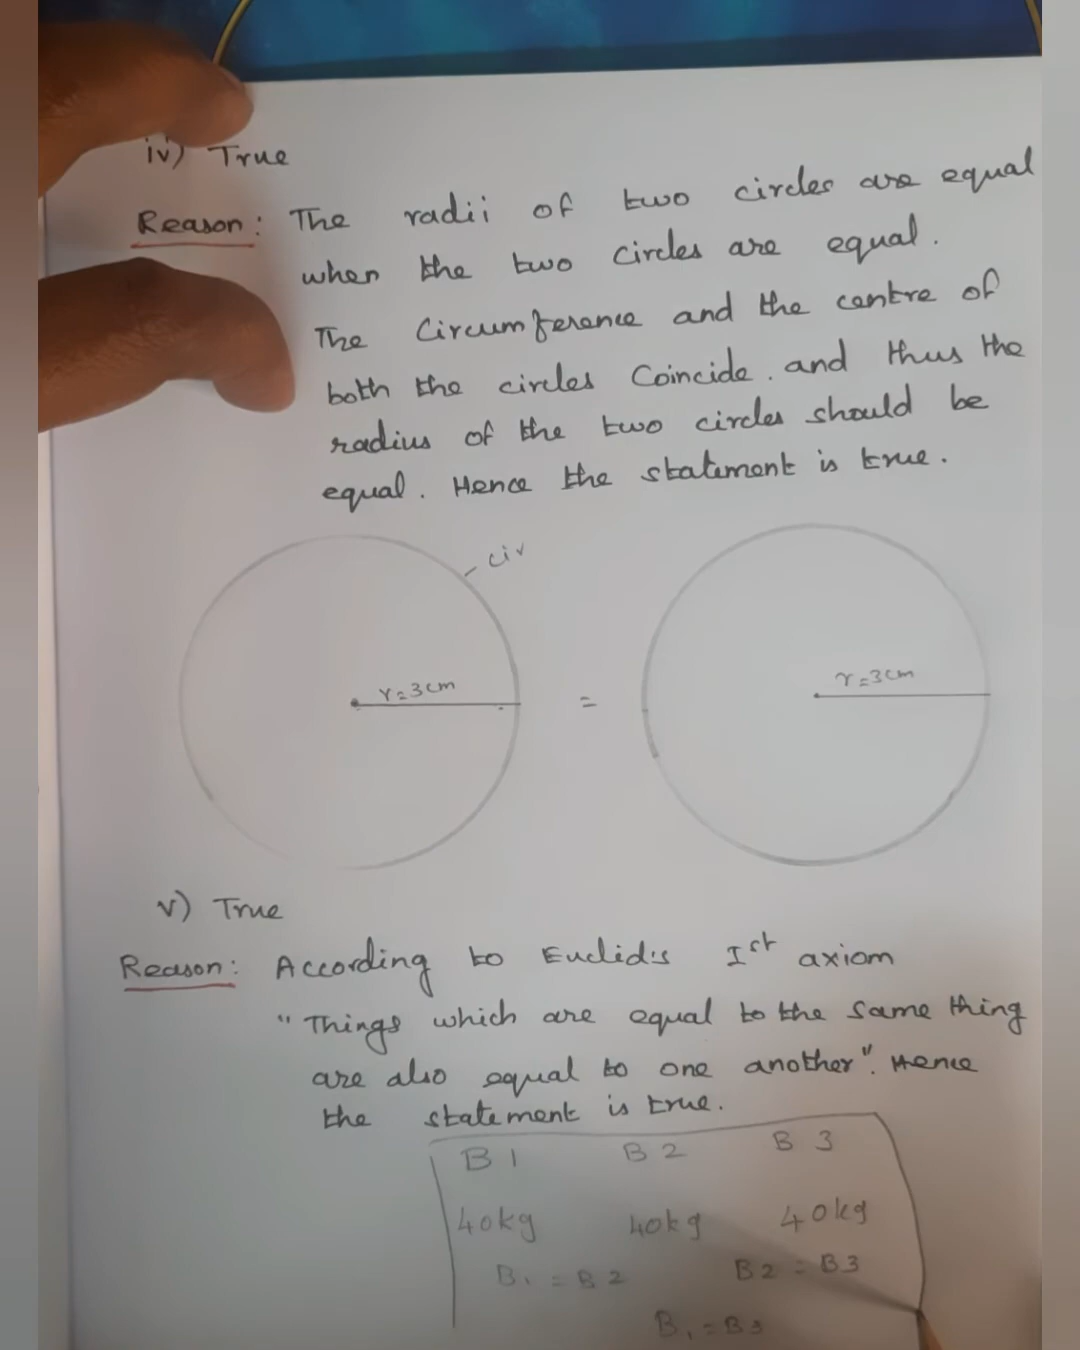 iv) True
Reason: The radii of two circles are equal
when the two circles are equal.
The Circumference and the centre of
both the circles Coincide. and thus the
radius of the two circles should be
equal. Hence the statement is true.
cir
r=3cm = r=3cm
v) True
Reason: According to Euclid's Ist axiom
"Things which are equal to the same thing
are also equal to one another". Hence
the statement is true.
B1 B2 B3
40kg 40kg 40kg
B1 = B2 B2 = B3
B1 = B3